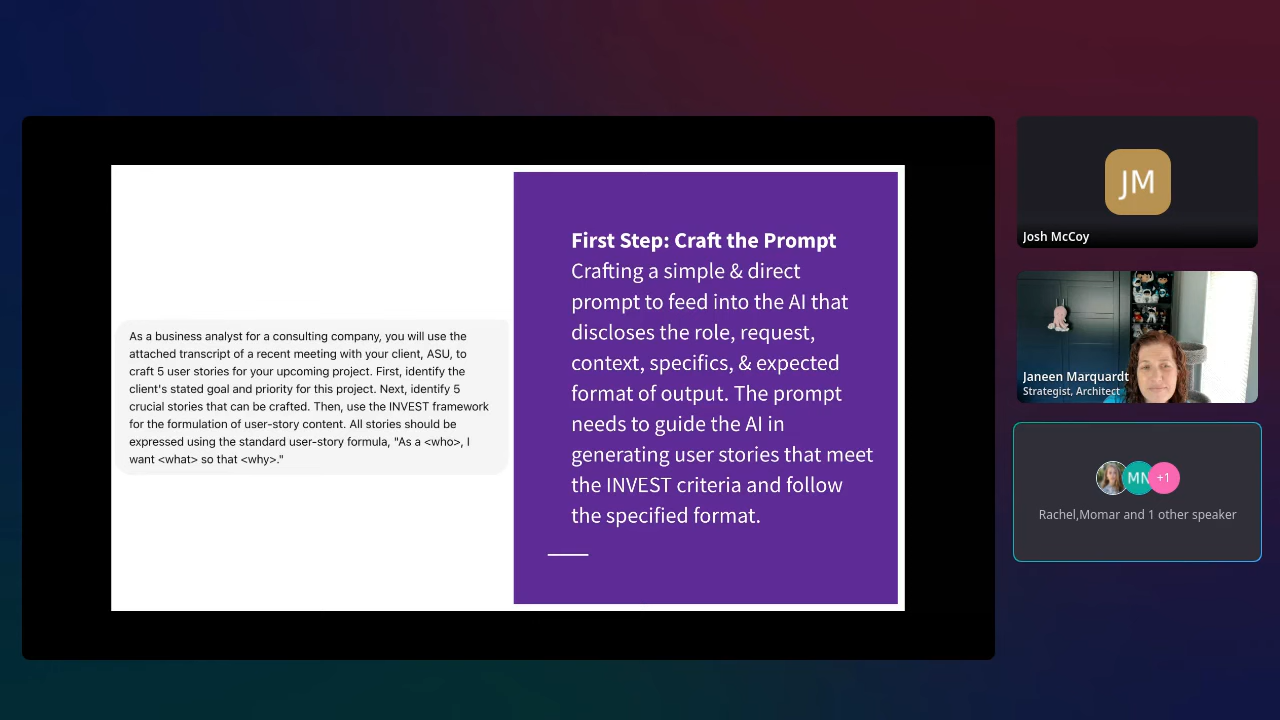 As a business analyst for a consulting company, you will use the
attached transcript of a recent meeting with your client, ASU, to
craft 5 user stories for your upcoming project. First, identify the
client's stated goal and priority for this project. Next, identify 5
crucial stories that can be crafted. Then, use the INVEST framework
for the formulation of user-story content. All stories should be
expressed using the standard user-story formula, "As a <who>, I
want <what> so that <why>."
First Step: Craft the Prompt
Crafting a simple & direct
prompt to feed into the AI that
discloses the role, request,
context, specifics, & expected
format of output. The prompt
needs to guide the AI in
generating user stories that meet
the INVEST criteria and follow
the specified format.
JM
Josh McCoy
Janeen Marquardt
Strategist, Architect
MN
+1
Rachel,Momar and 1 other speaker